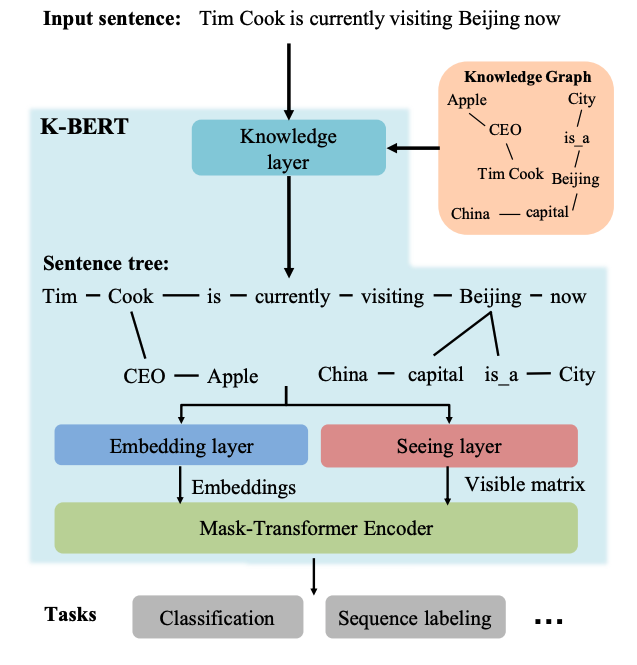 Input sentence: Tim Cook is currently visiting Beijing now
Knowledge Graph
Apple
City
CEO
is_a
Tim Cook
Beijing
China
capital
K-BERT
Knowledge
layer
Sentence tree:
Tim Cook is currently visiting Beijing now
CEO Apple China capital is_a City
Embedding layer
Seeing layer
Embeddings
Visible matrix
Mask-Transformer Encoder
Tasks Classification Sequence labeling ...